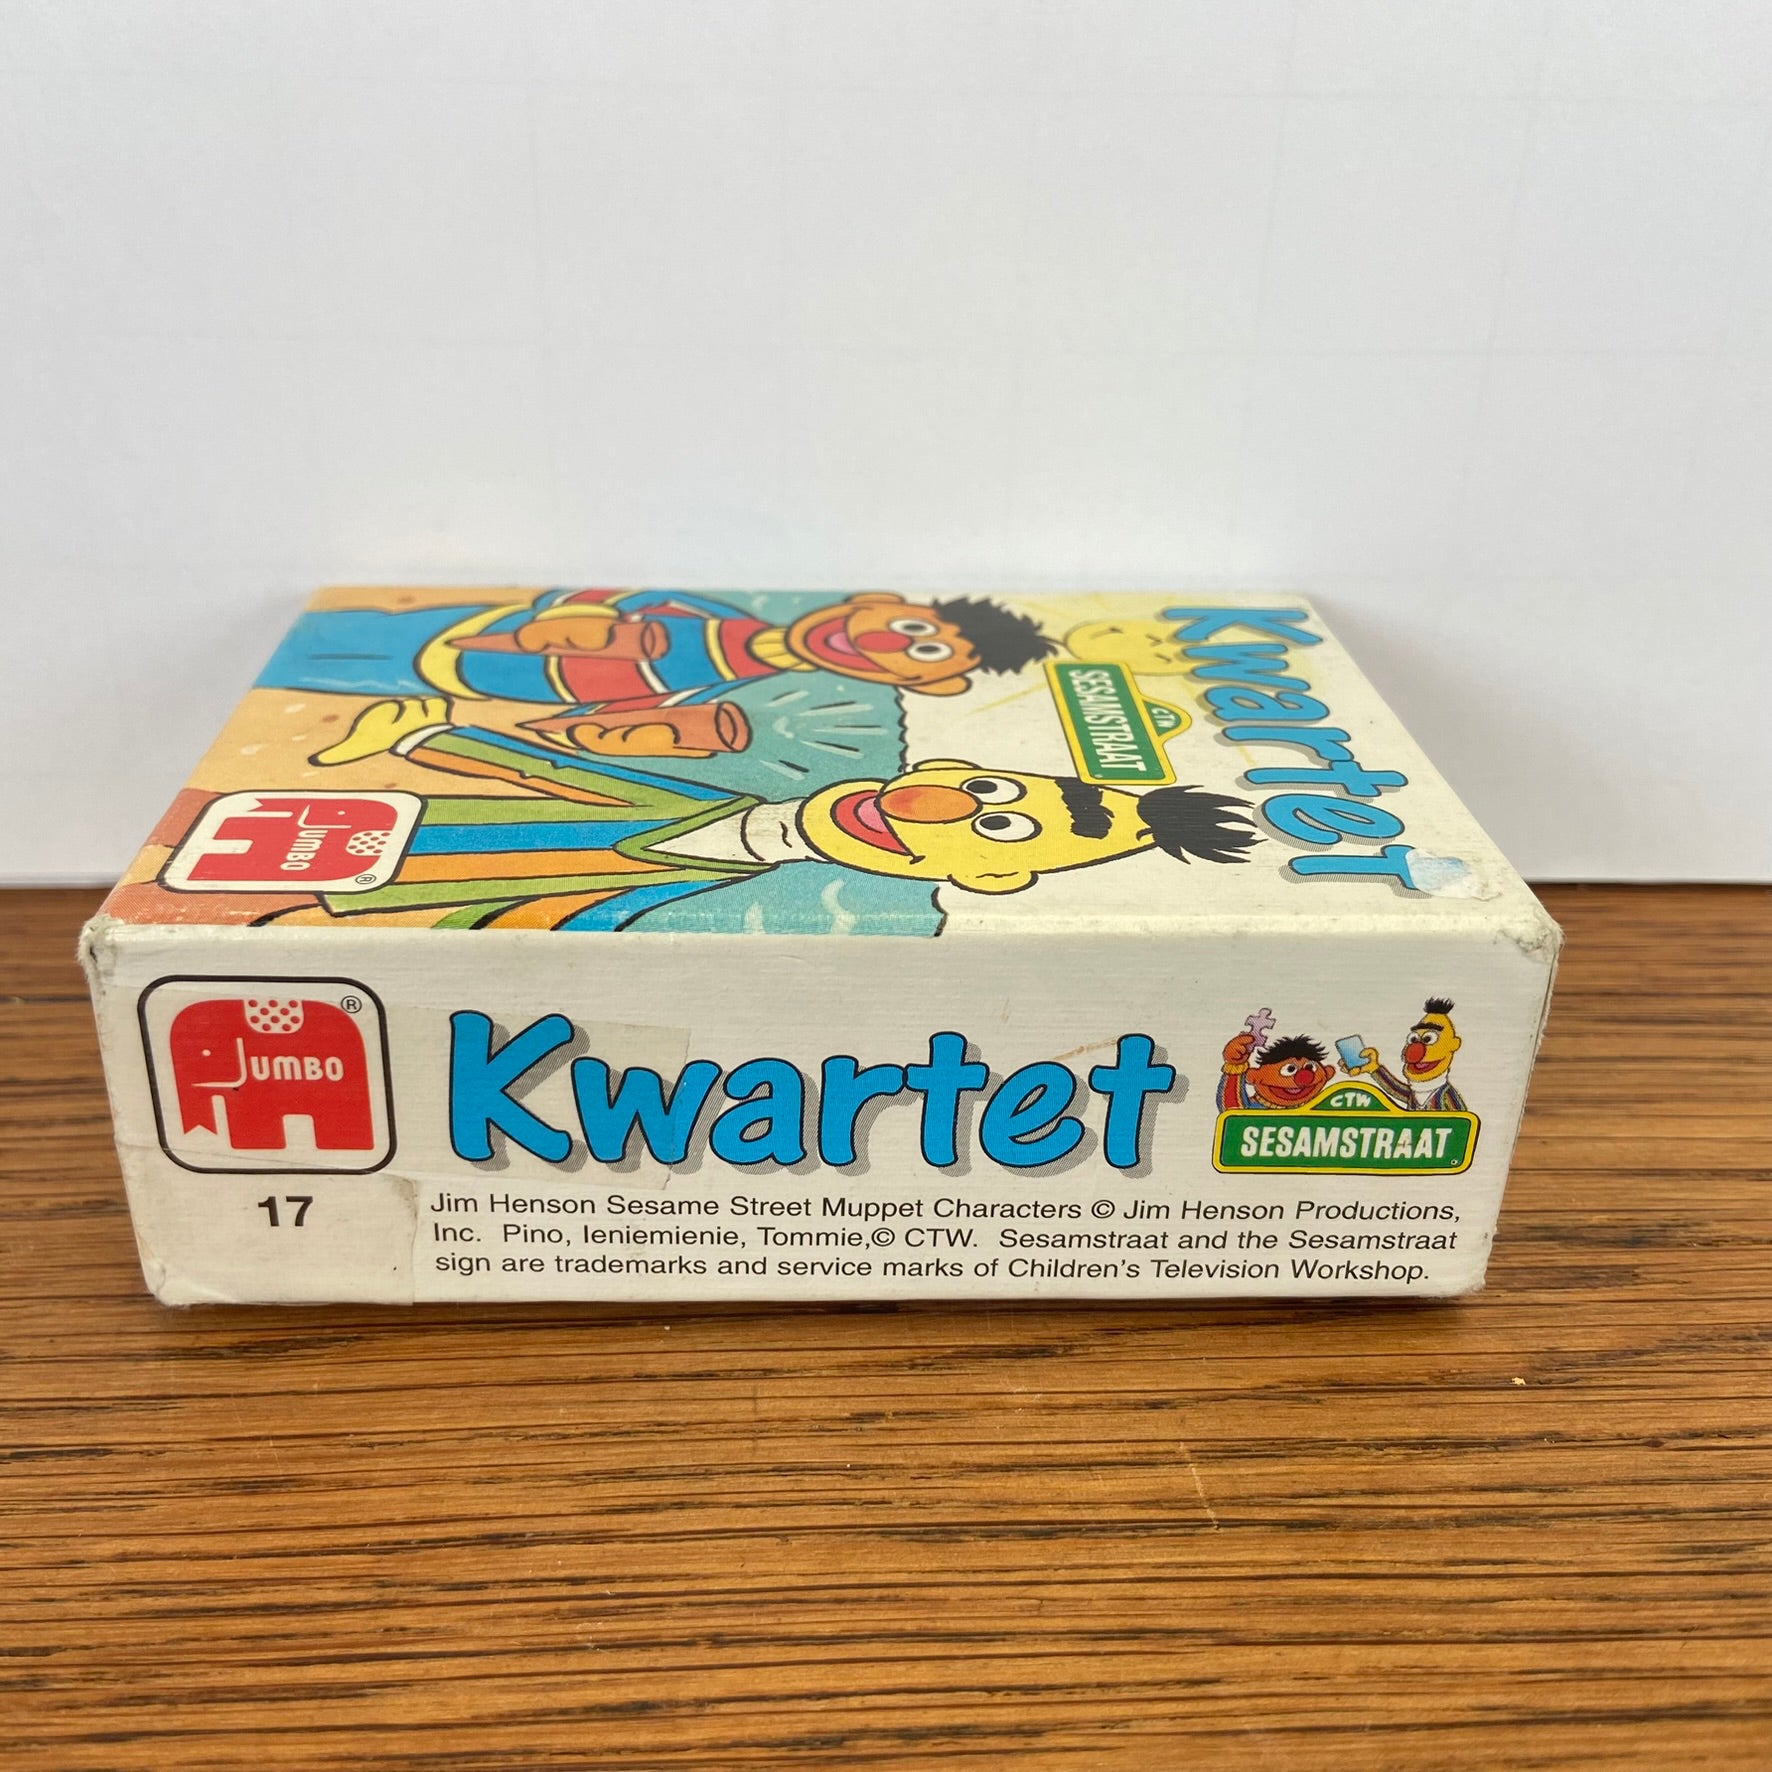 Kwartet
CTW
SESAMSTRAAT
JUMBO
®
JUMBO
®
Kwartet
CTW
SESAMSTRAAT
17
Jim Henson Sesame Street Muppet Characters © Jim Henson Productions,
Inc. Pino, Ieniemienie, Tommie,© CTW. Sesamstraat and the Sesamstraat
sign are trademarks and service marks of Children's Television Workshop.